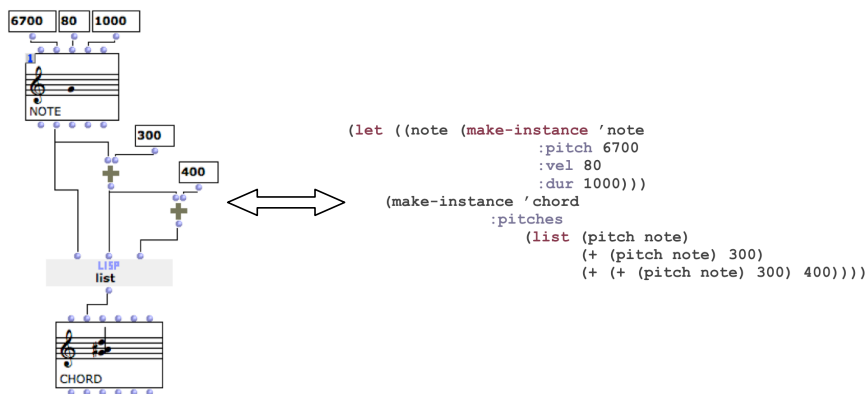 6700 80 1000
1
NOTE
300
400
LISP
list
CHORD
(let ((note (make-instance ’note
:pitch 6700
:vel 80
:dur 1000)))
(make-instance ’chord
:pitches
(list (pitch note)
(+ (pitch note) 300)
(+ (+ (pitch note) 300) 400))))